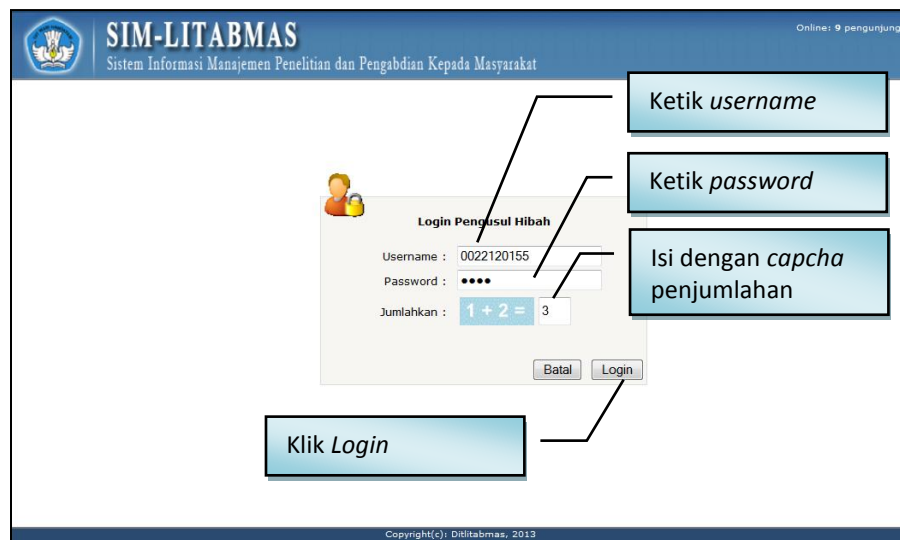 SIM-LITABMAS
Online: 9 pengunjung
Sistem Informasi Manajemen Penelitian dan Pengabdian Kepada Masyarakat
Ketik username
Ketik password
Login Pengusul Hibah
Username : 0022120155
Isi dengan capcha
penjumlahan
Password : ••••
Jumlahkan : 1 + 2 = 3
Batal Login
Klik Login
Copyright(c): Ditlitabmas, 2013